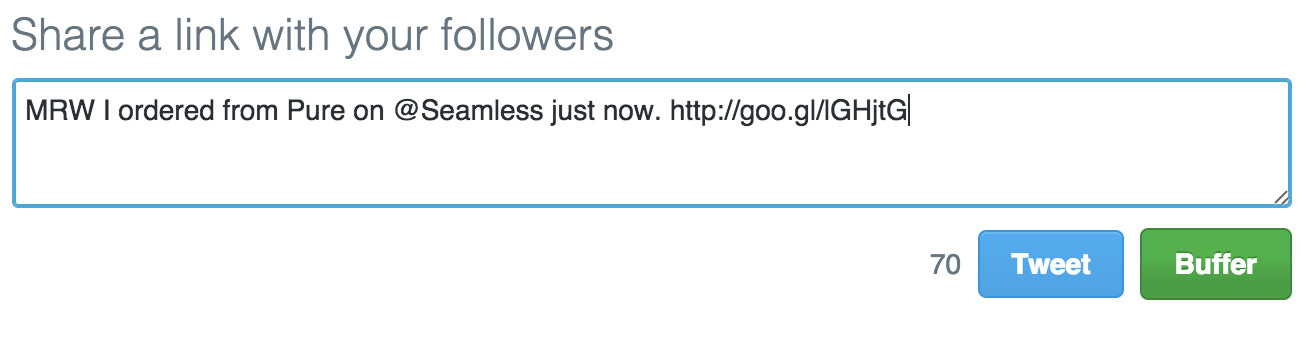 Share a link with your followers
MRW I ordered from Pure on @Seamless just now. http://goo.gl/lGHjtG
70 Tweet Buffer